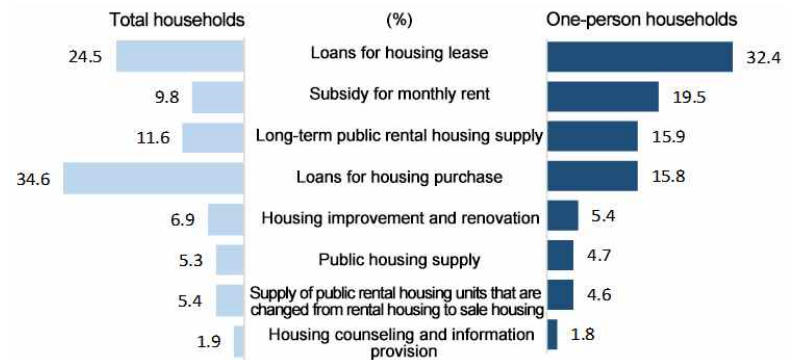 Total households (%) One-person households
24.5 Loans for housing lease 32.4
9.8 Subsidy for monthly rent 19.5
11.6 Long-term public rental housing supply 15.9
34.6 Loans for housing purchase 15.8
6.9 Housing improvement and renovation 5.4
5.3 Public housing supply 4.7
5.4 Supply of public rental housing units that are 4.6
changed from rental housing to sale housing
1.9 Housing counseling and information 1.8
provision